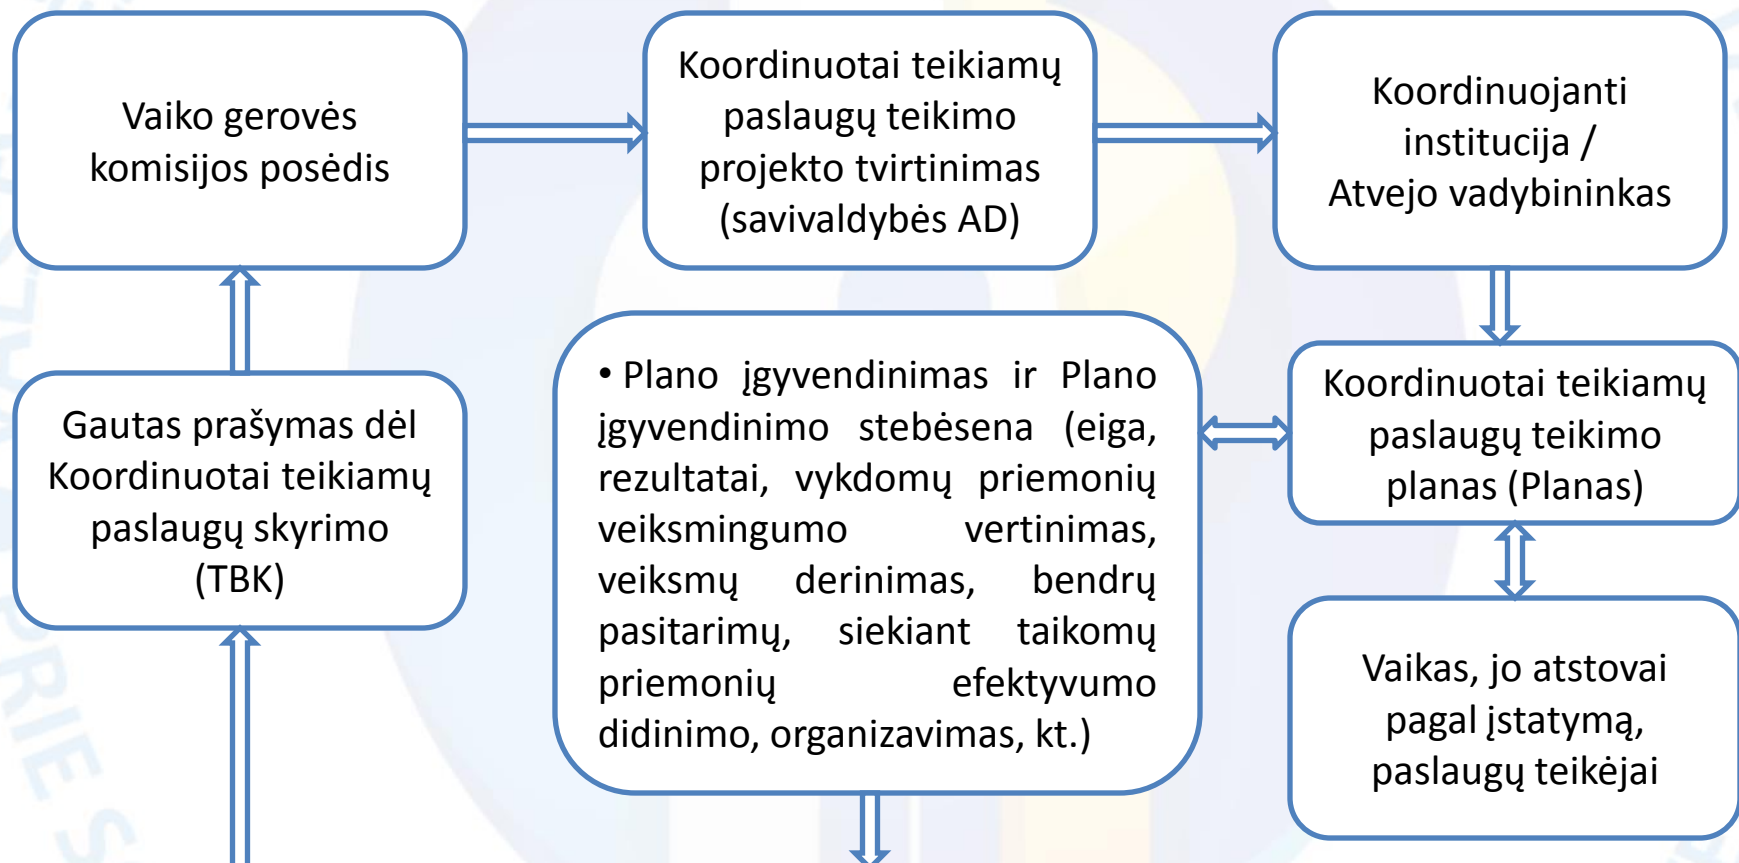 Vaiko gerovės
komisijos posėdis
Koordinuotai teikiamų
paslaugų teikimo
projekto tvirtinimas
(savivaldybės AD)
Koordinuojanti
institucija /
Atvejo vadybininkas
Gautas prašymas dėl
Koordinuotai teikiamų
paslaugų skyrimo
(TBK)
• Plano įgyvendinimas ir Plano
įgyvendinimo stebėsena (eiga,
rezultatai, vykdomų priemonių
veiksmingumo vertinimas,
veiksmų derinimas, bendrų
pasitarimų, siekiant taikomų
priemonių efektyvumo
didinimo, organizavimas, kt.)
Koordinuotai teikiamų
paslaugų teikimo
planas (Planas)
Vaikas, jo atstovai
pagal įstatymą,
paslaugų teikėjai
PRIE